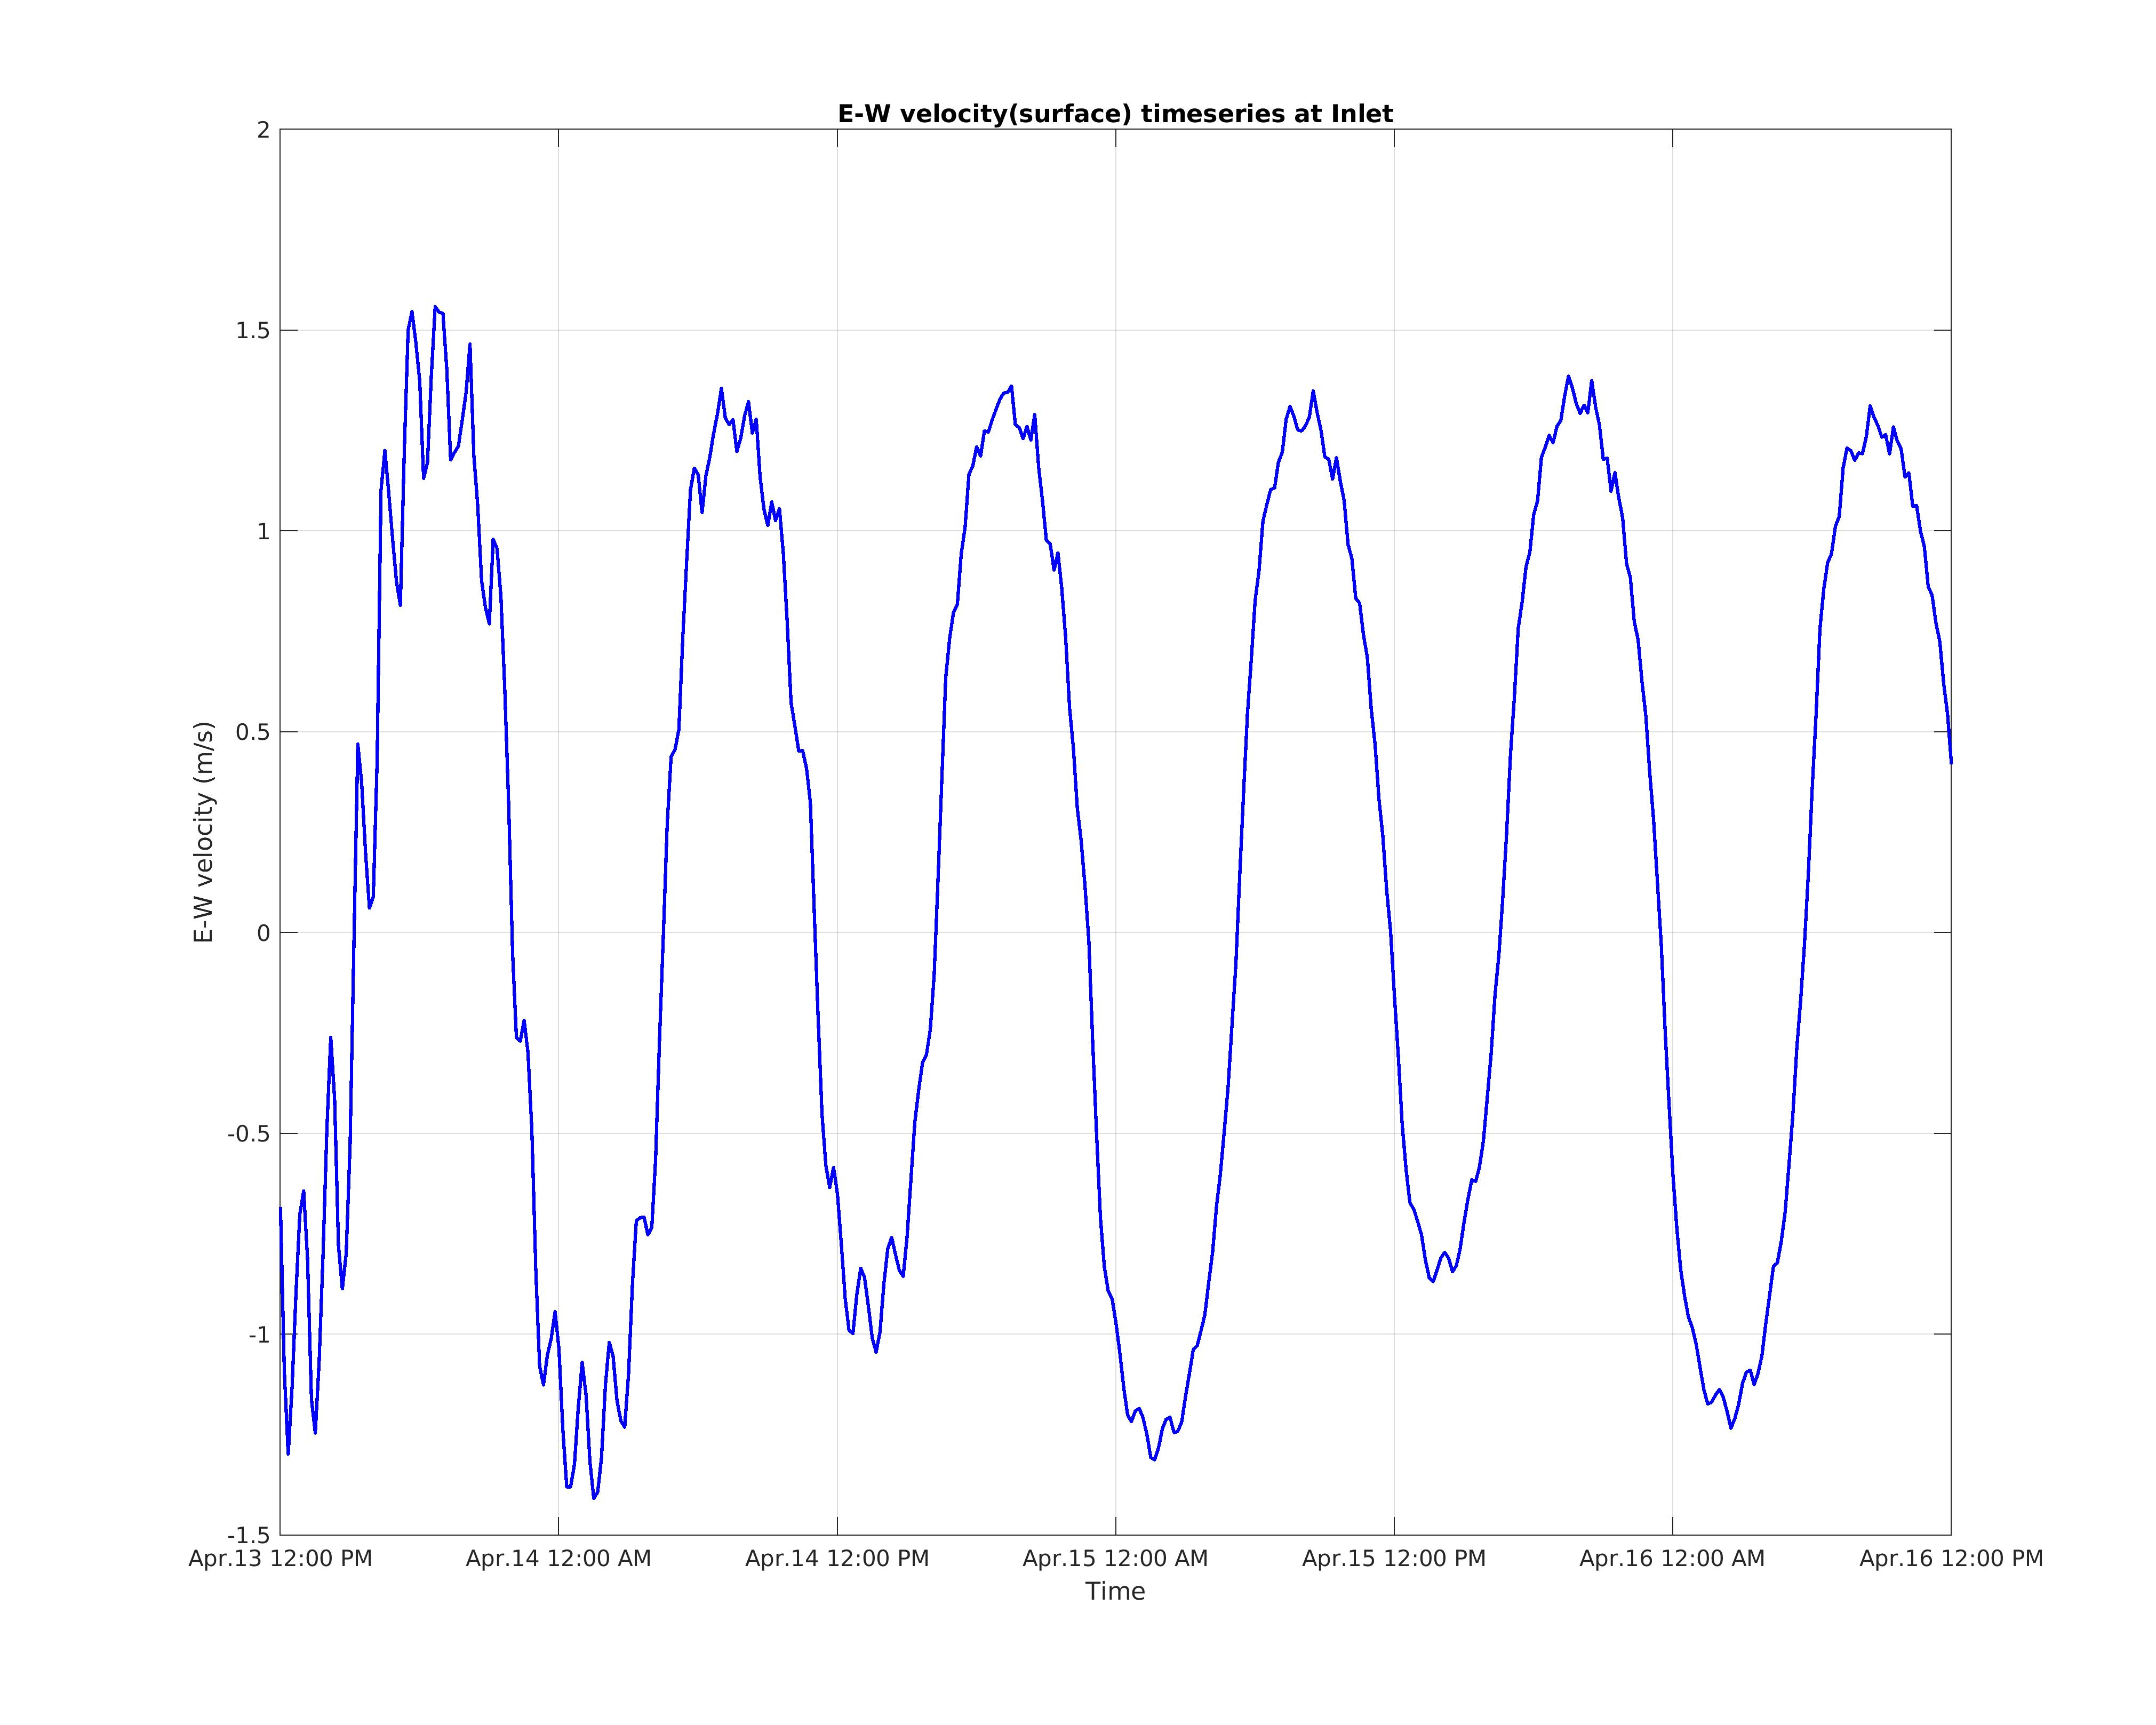 E-W velocity(surface) timeseries at Inlet
2
1.5
1
0.5
0
-0.5
-1
-1.5
E-W velocity (m/s)
Apr.13 12:00 PM Apr.14 12:00 AM Apr.14 12:00 PM Apr.15 12:00 AM Apr.15 12:00 PM Apr.16 12:00 AM Apr.16 12:00 PM
Time